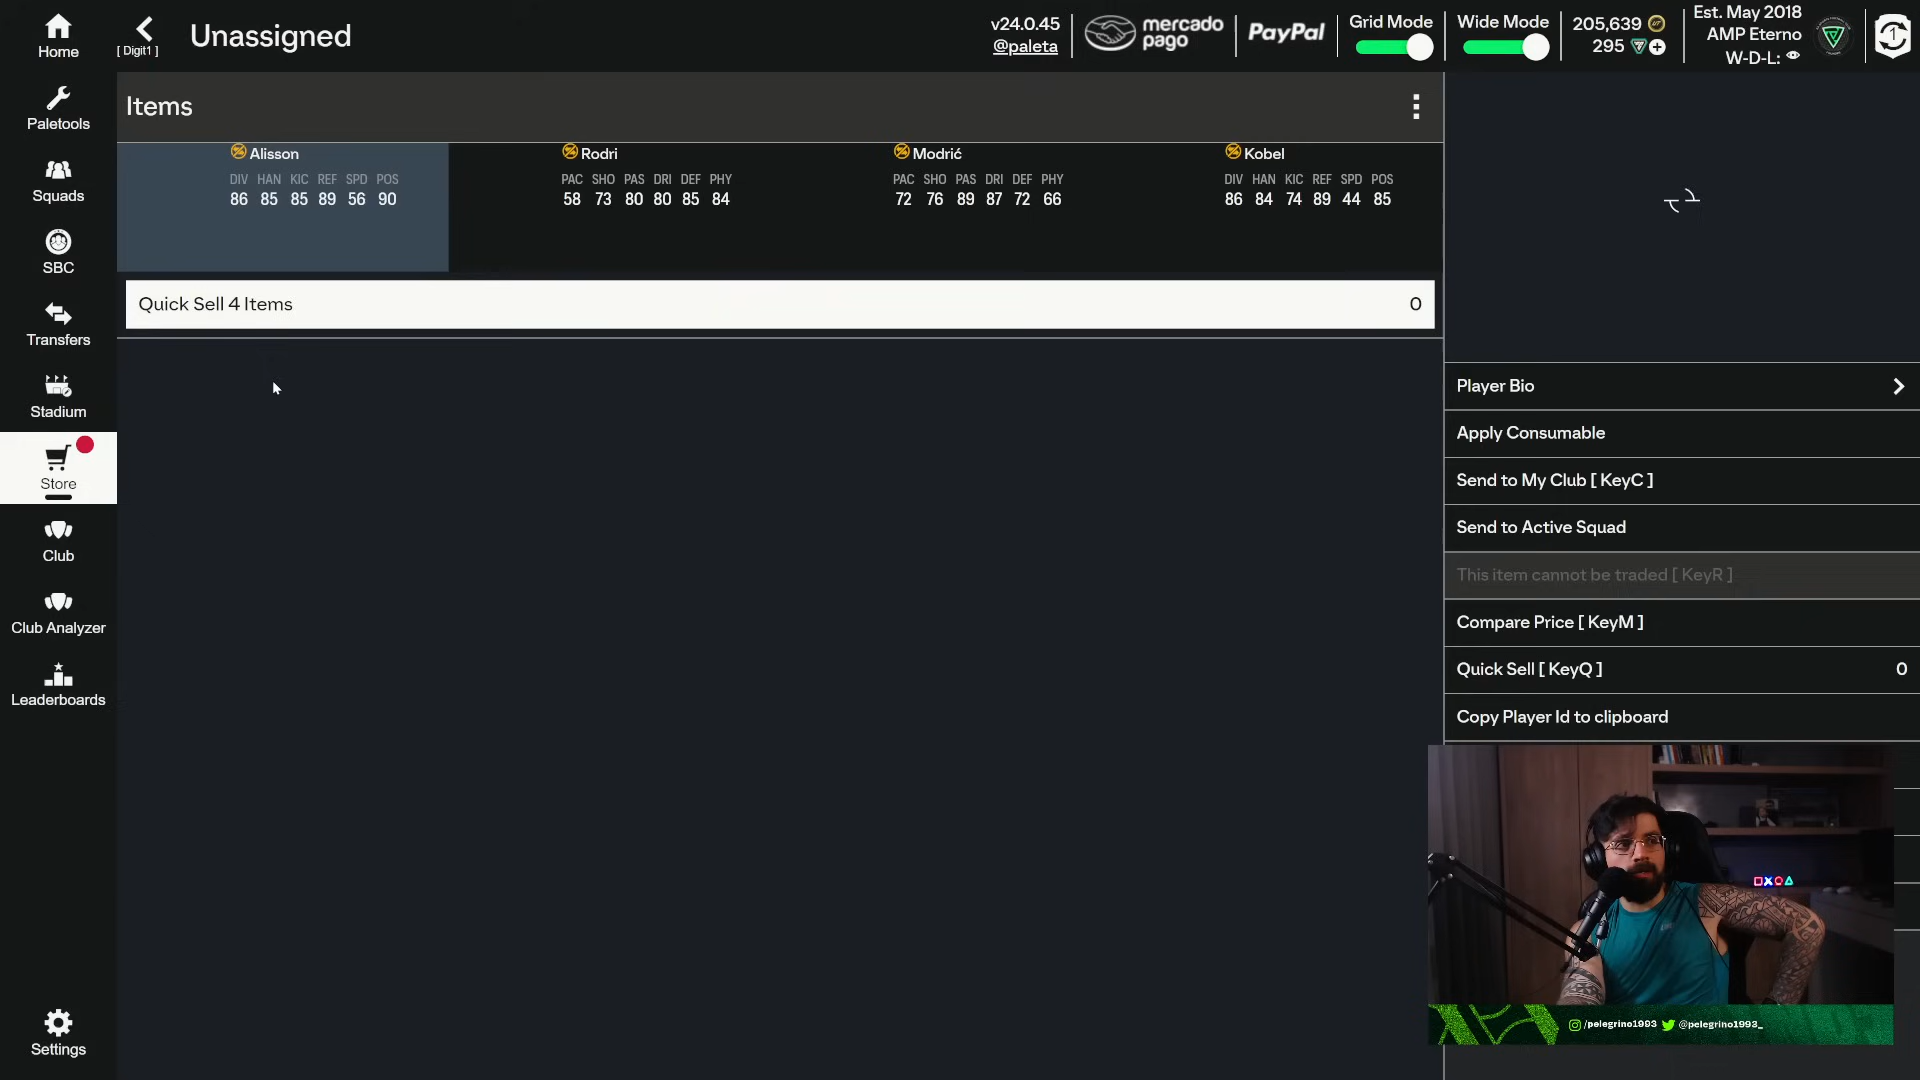 Home
[ Digit1 ]
Unassigned
v24.0.45
@paleta
mercado
pago
PayPal
Grid Mode
Wide Mode
205,639
295
Est. May 2018
AMP Eterno
W-D-L:
1
Paletools
Squads
SBC
Transfers
Stadium
Store
Club
Club Analyzer
Leaderboards
Settings
Items
Alisson
DIV HAN KIC REF SPD POS
86 85 85 89 56 90
Rodri
PAC SHO PAS DRI DEF PHY
58 73 80 80 85 84
Modrić
PAC SHO PAS DRI DEF PHY
72 76 89 87 72 66
Kobel
DIV HAN KIC REF SPD POS
86 84 74 89 44 85
Quick Sell 4 Items 0
Player Bio
Apply Consumable
Send to My Club [ KeyC ]
Send to Active Squad
This item cannot be traded [ KeyR ]
Compare Price [ KeyM ]
Quick Sell [ KeyQ ] 0
Copy Player Id to clipboard
/pelegrino1993 @pelegrino1993_